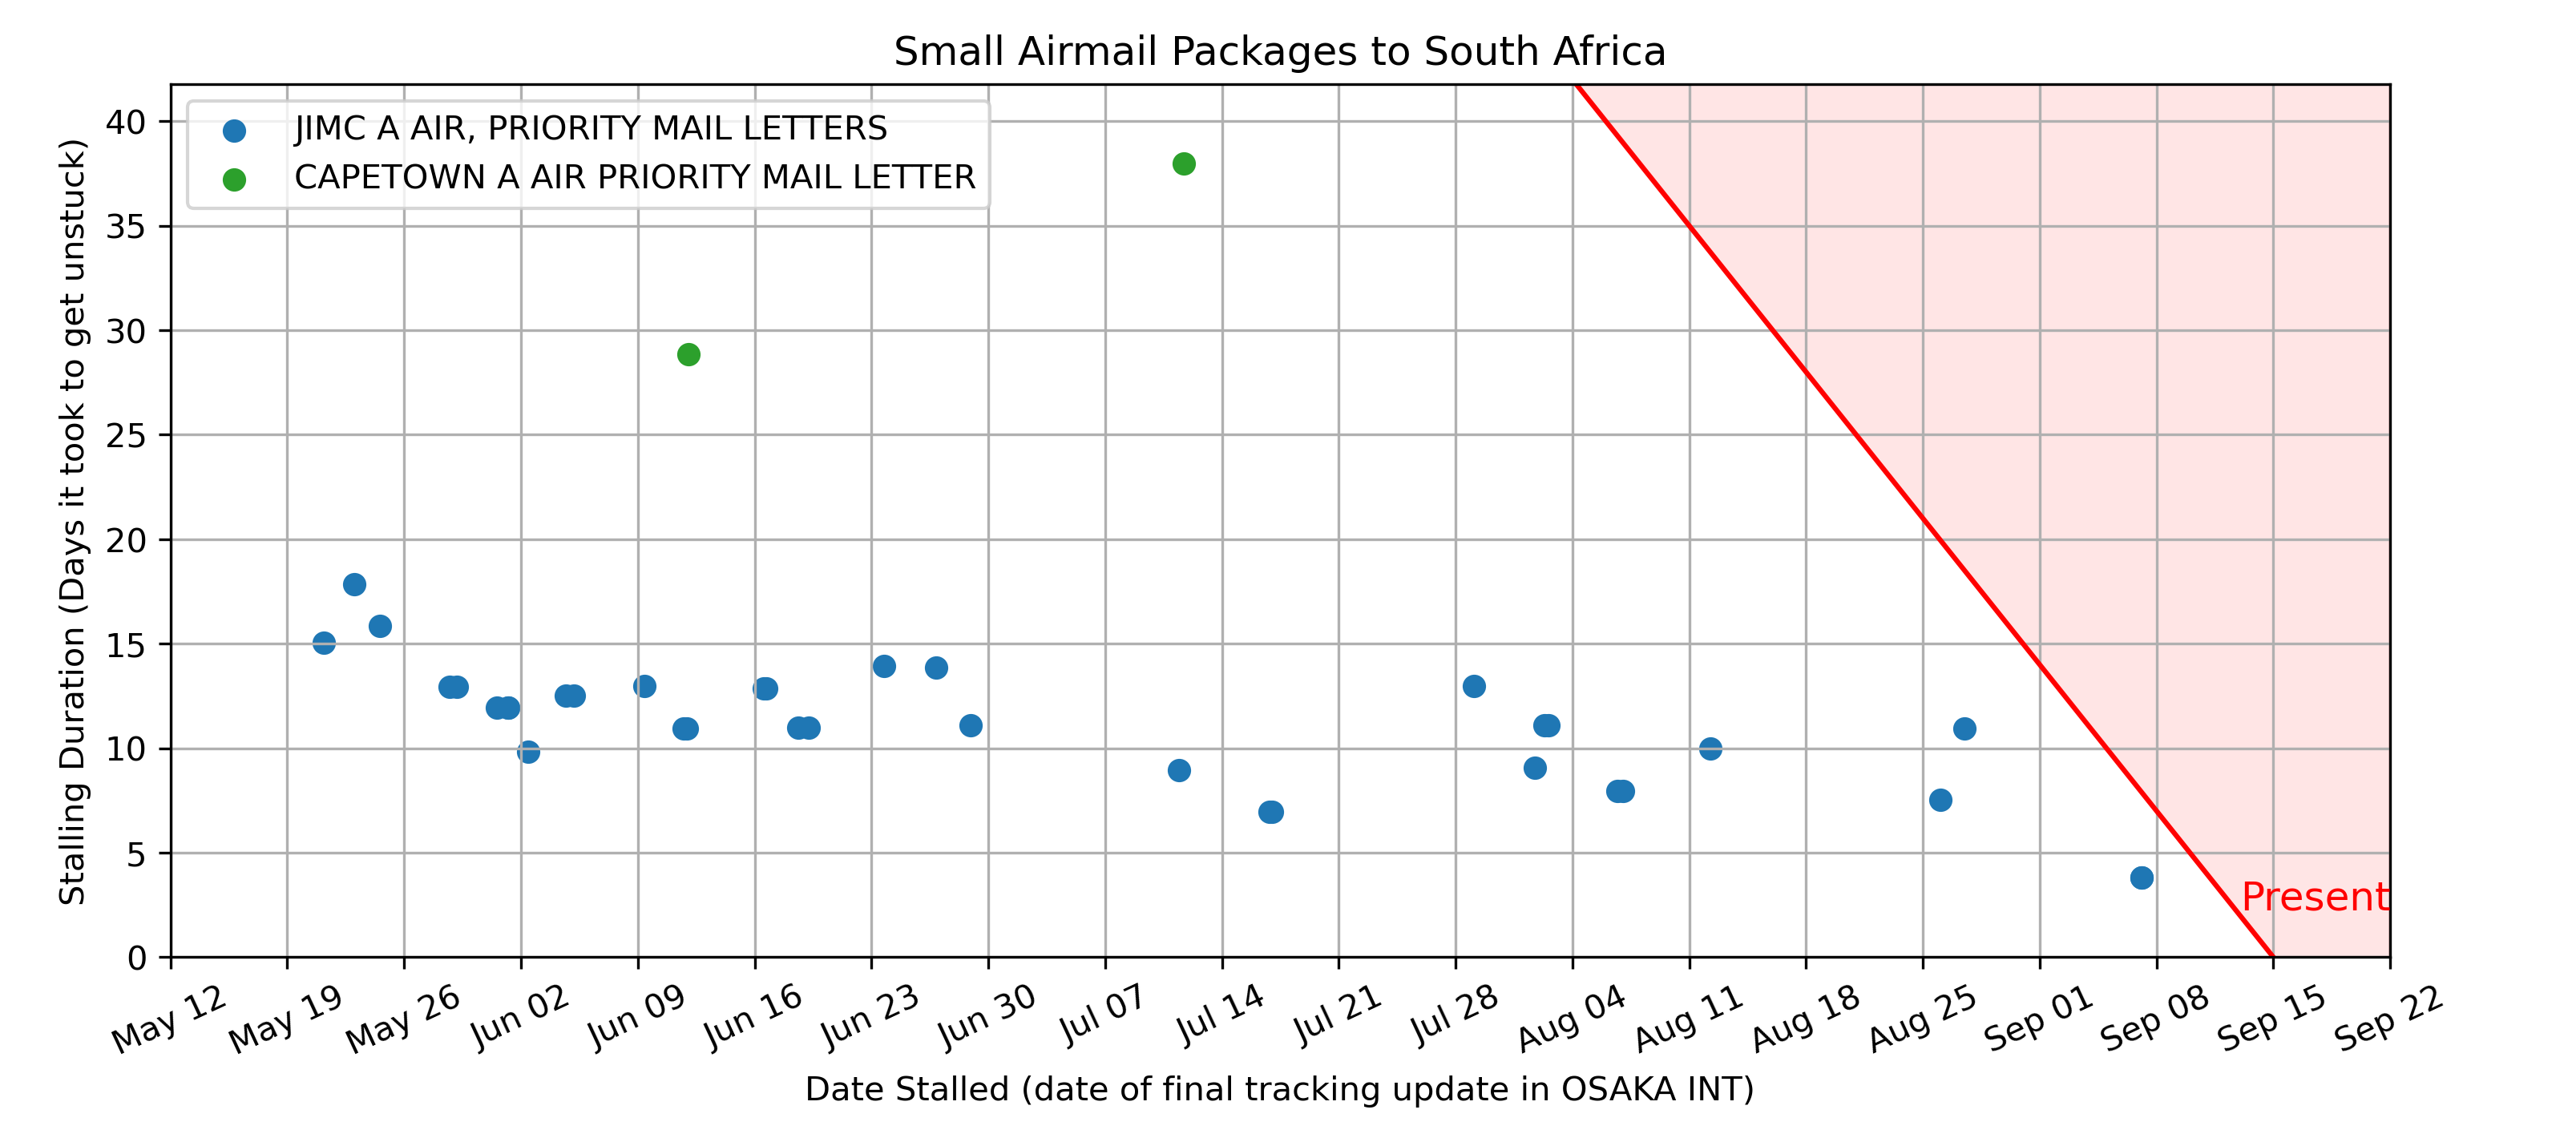 Small Airmail Packages to South Africa
JIMC A AIR, PRIORITY MAIL LETTERS
CAPETOWN A AIR PRIORITY MAIL LETTER
Stalling Duration (Days it took to get unstuck)
40
35
30
25
20
15
10
5
0
Present
May 12
May 19
May 26
Jun 02
Jun 09
Jun 16
Jun 23
Jun 30
Jul 07
Jul 14
Jul 21
Jul 28
Aug 04
Aug 11
Aug 18
Aug 25
Sep 01
Sep 08
Sep 15
Sep 22
Date Stalled (date of final tracking update in OSAKA INT)